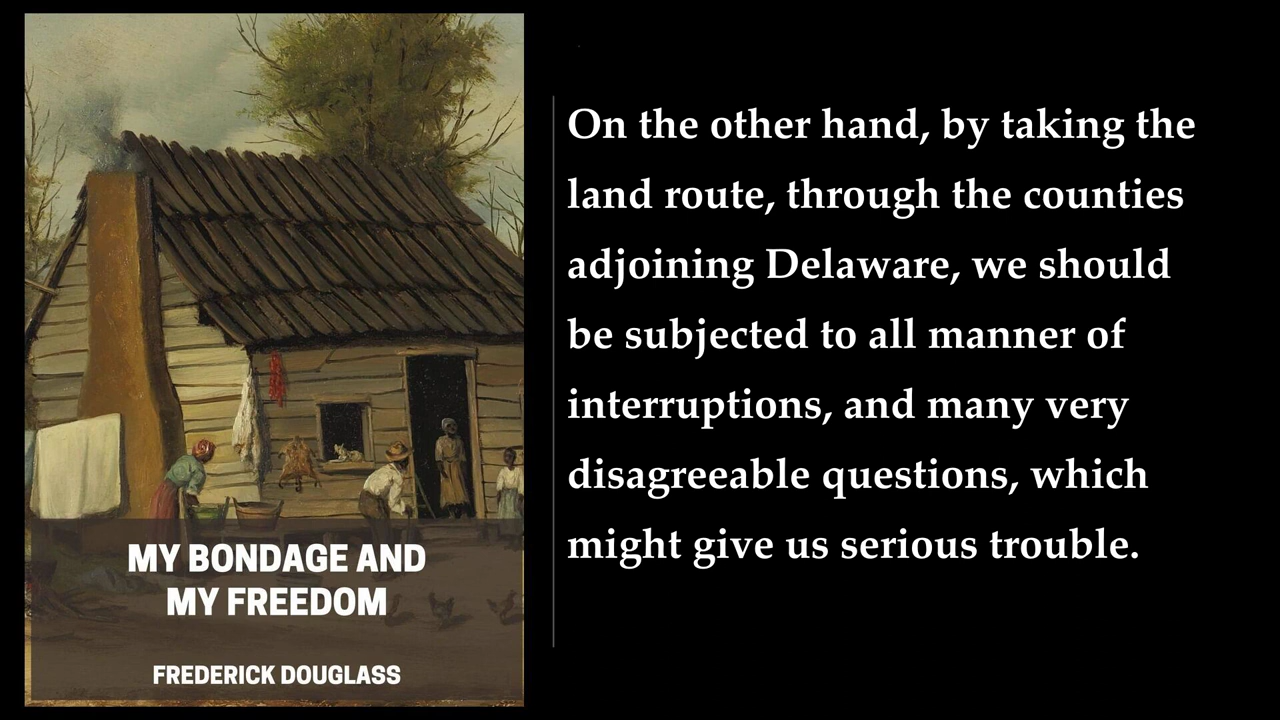 MY BONDAGE AND
MY FREEDOM
FREDERICK DOUGLASS
On the other hand, by taking the
land route, through the counties
adjoining Delaware, we should
be subjected to all manner of
interruptions, and many very
disagreeable questions, which
might give us serious trouble.